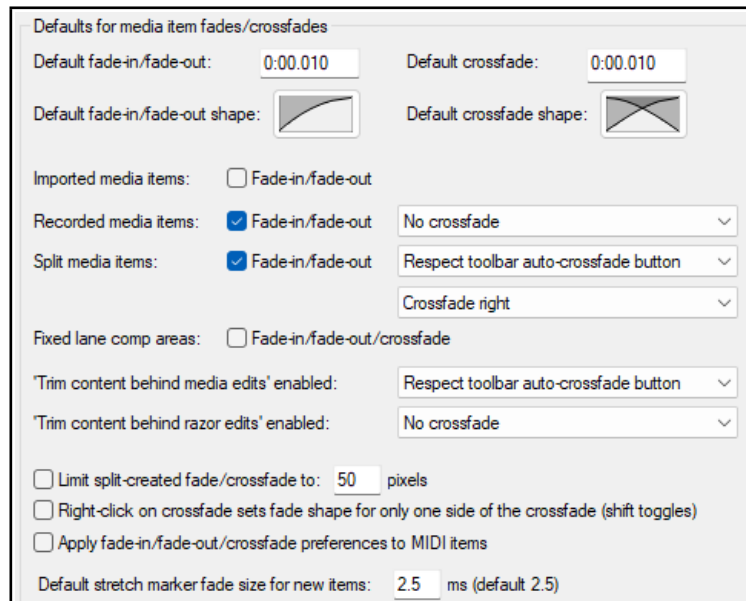 Defaults for media item fades/crossfades
Default fade-in/fade-out: 0:00.010 Default crossfade: 0:00.010
Default fade-in/fade-out shape: Default crossfade shape:
Imported media items: Fade-in/fade-out
Recorded media items: Fade-in/fade-out No crossfade
Split media items: Fade-in/fade-out Respect toolbar auto-crossfade button
Crossfade right
Fixed lane comp areas: Fade-in/fade-out/crossfade
'Trim content behind media edits' enabled: Respect toolbar auto-crossfade button
'Trim content behind razor edits' enabled: No crossfade
Limit split-created fade/crossfade to: 50 pixels
Right-click on crossfade sets fade shape for only one side of the crossfade (shift toggles)
Apply fade-in/fade-out/crossfade preferences to MIDI items
Default stretch marker fade size for new items: 2.5 ms (default 2.5)